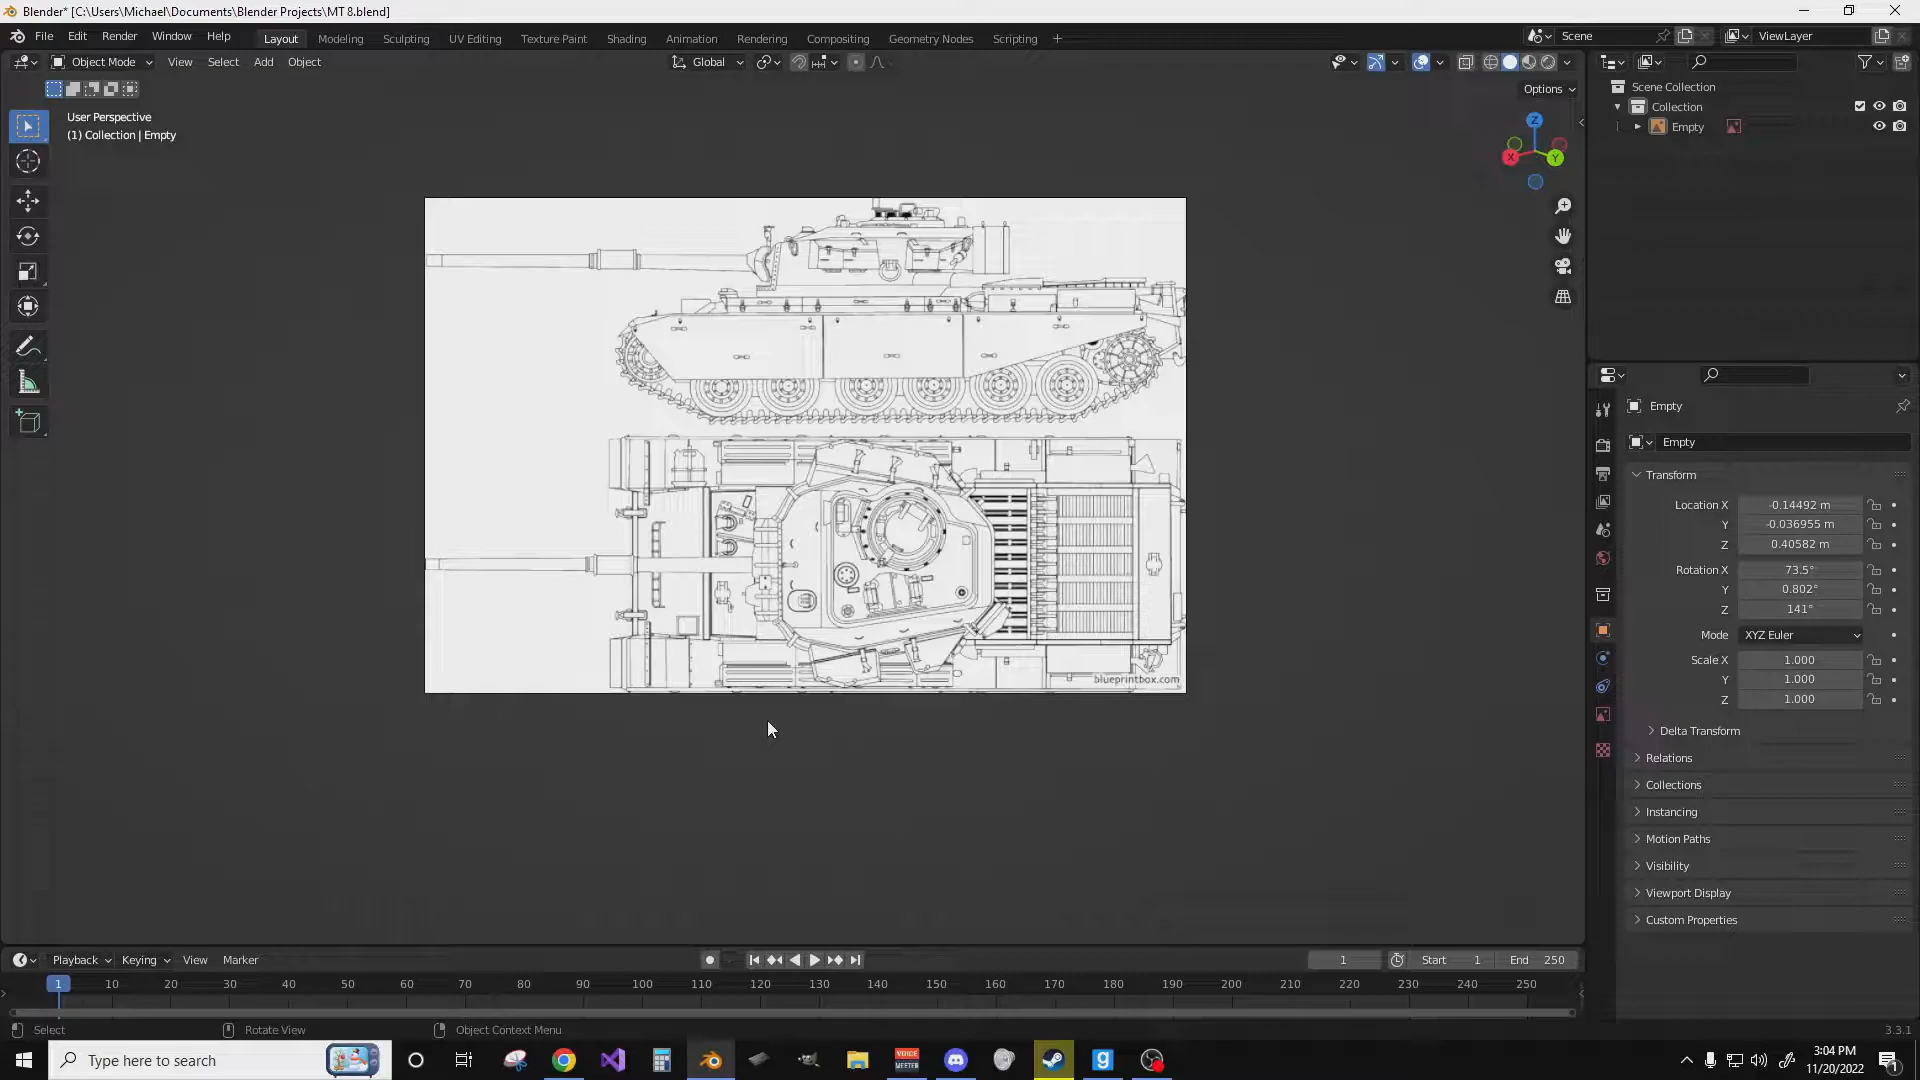 Blender* [C:\Users\Michael\Documents\Blender Projects\MT 8.blend]
File Edit Render Window Help
Layout Modeling Sculpting UV Editing Texture Paint Shading Animation Rendering Compositing Geometry Nodes Scripting +
Scene
ViewLayer
Object Mode View Select Add Object
Global
Options
User Perspective
(1) Collection | Empty
Z
X
Y
Scene Collection
Collection
Empty
blueprintbox.com
Empty
Empty
Transform
Location X -0.14492 m
Y -0.036955 m
Z 0.40582 m
Rotation X 73.5°
Y 0.802°
Z 141°
Mode XYZ Euler
Scale X 1.000
Y 1.000
Z 1.000
Delta Transform
Relations
Collections
Instancing
Motion Paths
Visibility
Viewport Display
Custom Properties
Playback Keying View Marker
1 Start 1 End 250
1 10 20 30 40 50 60 70 80 90 100 110 120 130 140 150 160 170 180 190 200 210 220 230 240 250
Select Rotate View Object Context Menu
3.3.1
Type here to search
VOICE
MEETER
3:04 PM
11/20/2022
1